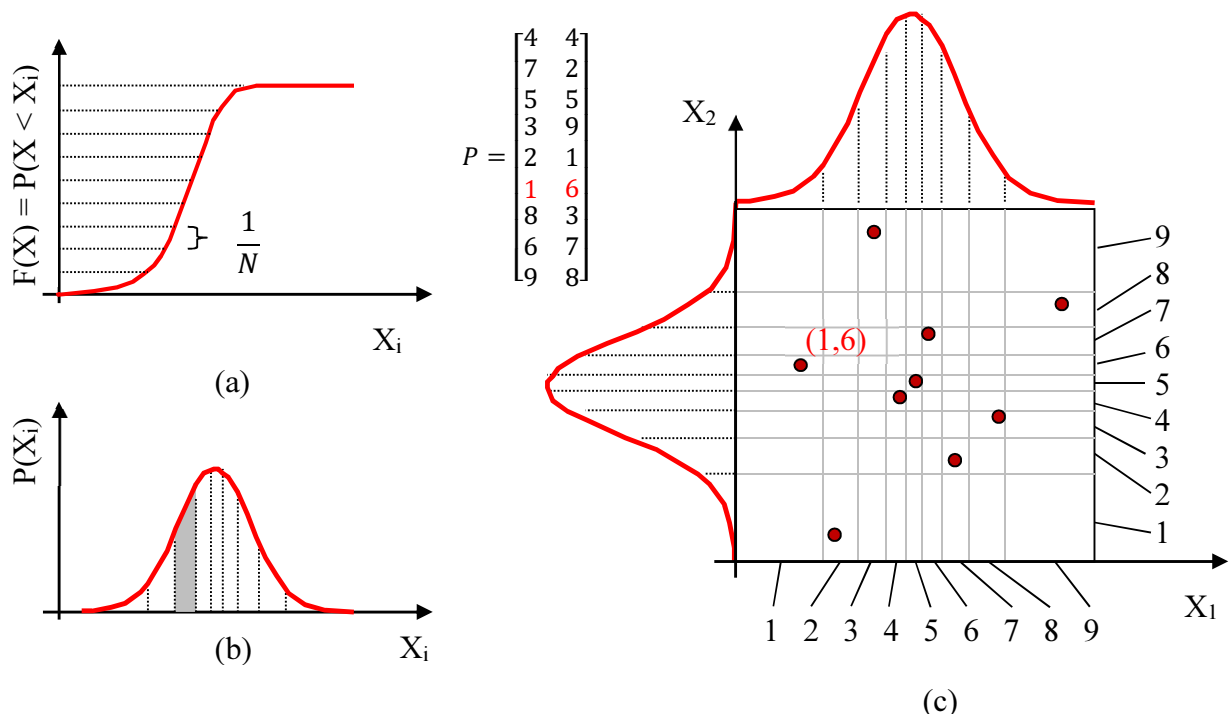 F(X) = P(X < Xᵢ)
1
N
Xᵢ
(a)
P(Xᵢ)
Xᵢ
(b)
P =
4 4
7 2
5 5
3 9
2 1
1 6
8 3
6 7
9 8
X₂
(1,6)
9
8
7
6
5
4
3
2
1
X₁
1 2 3 4 5 6 7 8 9
(c)